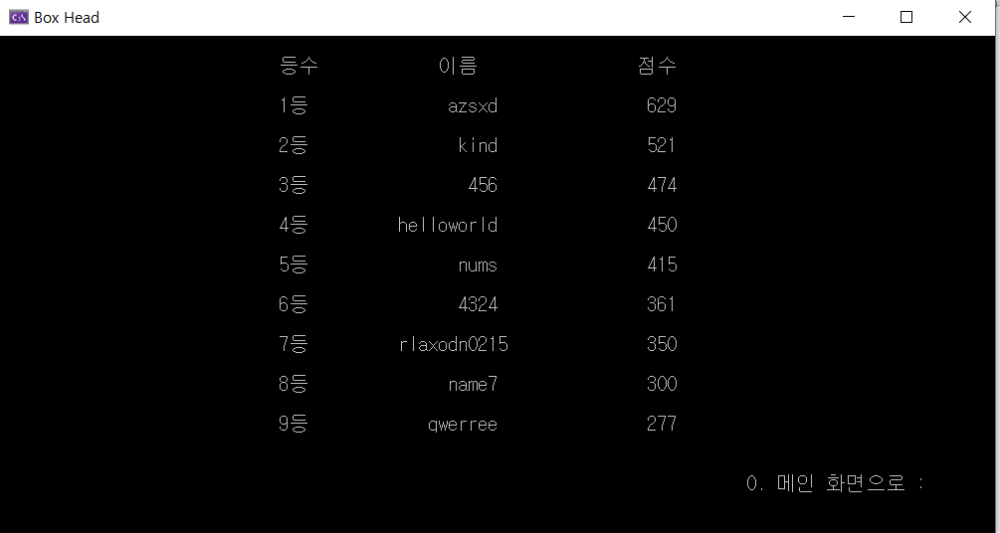 Box Head
등수 이름 점수
1등 azsxd 629
2등 kind 521
3등 456 474
4등 helloworld 450
5등 nums 415
6등 4324 361
7등 rlaxodn0215 350
8등 name7 300
9등 qwerree 277
0. 메인 화면으로 :